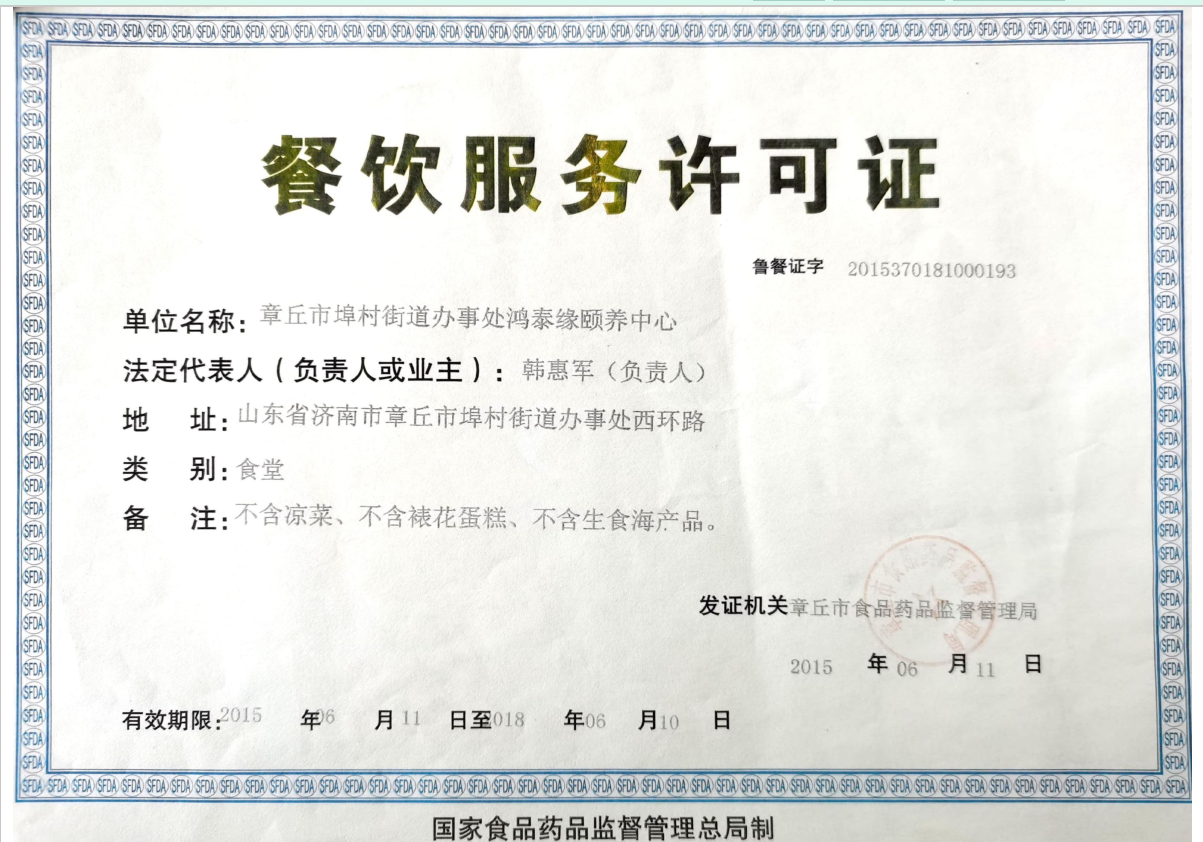 餐饮服务许可证
鲁餐证字 2015370181000193
单位名称: 章丘市埠村街道办事处鸿泰缘颐养中心
法定代表人(负责人或业主): 韩惠军(负责人)
地 址: 山东省济南市章丘市埠村街道办事处西环路
类 别: 食堂
备 注: 不含凉菜、不含裱花蛋糕、不含生食海产品。
发证机关 章丘市食品药品监督管理局
2015 年 06 月 11 日
有效期限: 2015 年 06 月 11 日至 018 年 06 月 10 日
国家食品药品监督管理总局制